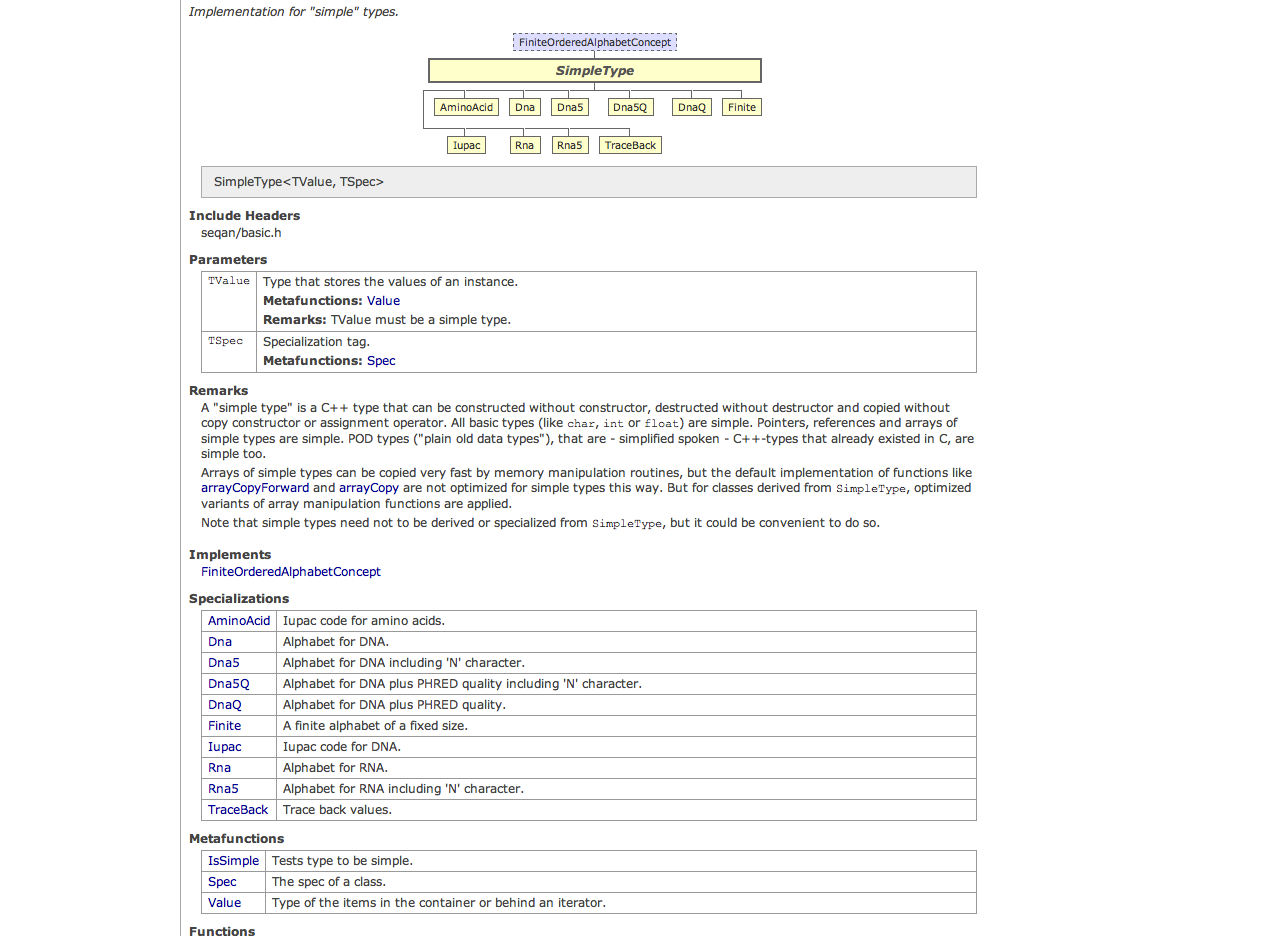 Implementation for "simple" types.
FiniteOrderedAlphabetConcept
SimpleType
AminoAcid Dna Dna5 Dna5Q DnaQ Finite
Iupac Rna Rna5 TraceBack
SimpleType<TValue, TSpec>
Include Headers
seqan/basic.h
Parameters
TValue Type that stores the values of an instance.
Metafunctions: Value
Remarks: TValue must be a simple type.
TSpec Specialization tag.
Metafunctions: Spec
Remarks
A "simple type" is a C++ type that can be constructed without constructor, destructed without destructor and copied without
copy constructor or assignment operator. All basic types (like char, int or float) are simple. Pointers, references and arrays of
simple types are simple. POD types ("plain old data types"), that are - simplified spoken - C++-types that already existed in C, are
simple too.
Arrays of simple types can be copied very fast by memory manipulation routines, but the default implementation of functions like
arrayCopyForward and arrayCopy are not optimized for simple types this way. But for classes derived from SimpleType, optimized
variants of array manipulation functions are applied.
Note that simple types need not to be derived or specialized from SimpleType, but it could be convenient to do so.
Implements
FiniteOrderedAlphabetConcept
Specializations
AminoAcid Iupac code for amino acids.
Dna Alphabet for DNA.
Dna5 Alphabet for DNA including 'N' character.
Dna5Q Alphabet for DNA plus PHRED quality including 'N' character.
DnaQ Alphabet for DNA plus PHRED quality.
Finite A finite alphabet of a fixed size.
Iupac Iupac code for DNA.
Rna Alphabet for RNA.
Rna5 Alphabet for RNA including 'N' character.
TraceBack Trace back values.
Metafunctions
IsSimple Tests type to be simple.
Spec The spec of a class.
Value Type of the items in the container or behind an iterator.
Functions